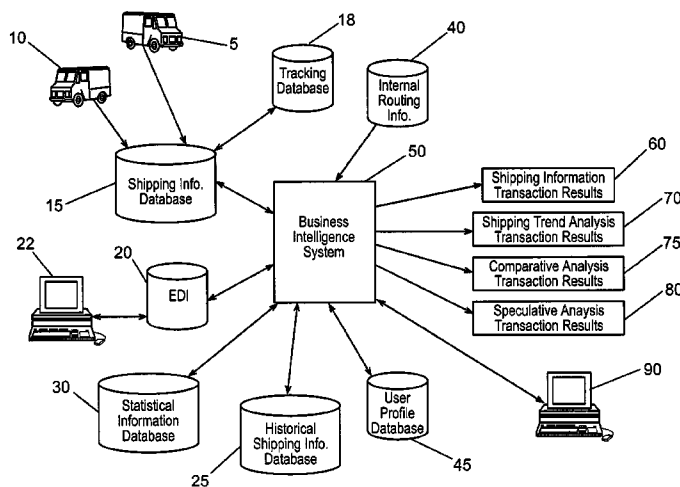 10
5
18
Tracking
Database
40
Internal
Routing
Info.
50
60
Shipping Information
Transaction Results
15
Shipping Info.
Database
Business
Intelligence
System
70
Shipping Trend Analysis
Transaction Results
75
Comparative Analysis
Transaction Results
80
Speculative Anaysis
Transaction Results
22
20
EDI
30
Statistical
Information
Database
25
Historical
Shipping Info.
Database
User
Profile
Database
45
90